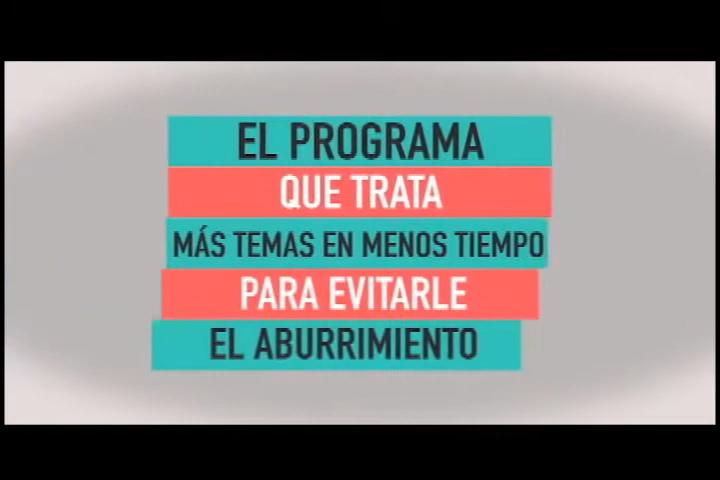 EL PROGRAMA
QUE TRATA
MÁS TEMAS EN MENOS TIEMPO
PARA EVITARLE
EL ABURRIMIENTO